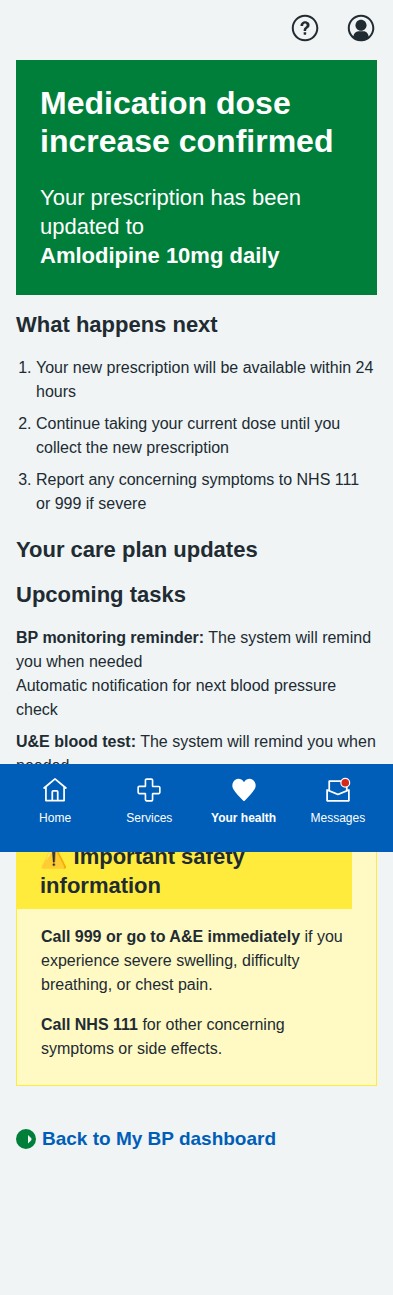 Medication dose
increase confirmed
Your prescription has been
updated to
Amlodipine 10mg daily
What happens next
1. Your new prescription will be available within 24
hours
2. Continue taking your current dose until you
collect the new prescription
3. Report any concerning symptoms to NHS 111
or 999 if severe
Your care plan updates
Upcoming tasks
BP monitoring reminder: The system will remind
you when needed
Automatic notification for next blood pressure
check
U&E blood test: The system will remind you when
Home
Services
Your health
Messages
⚠️ Important safety
information
Call 999 or go to A&E immediately if you
experience severe swelling, difficulty
breathing, or chest pain.
Call NHS 111 for other concerning
symptoms or side effects.
Back to My BP dashboard